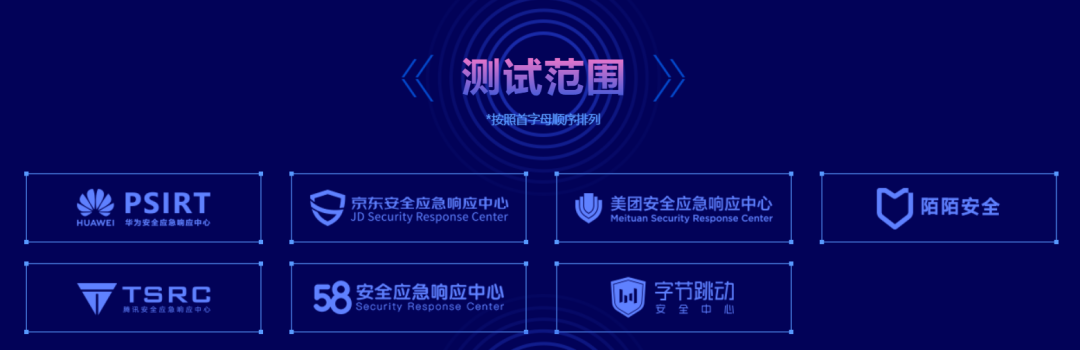 测试范围
*按照首字母顺序排列
HUAWEI
PSIRT
华为安全应急响应中心
京东安全应急响应中心
JD Security Response Center
美团安全应急响应中心
Meituan Security Response Center
陌陌安全
TSRC
腾讯安全应急响应中心
58 安全应急响应中心
Security Response Center
字节跳动
安全中心